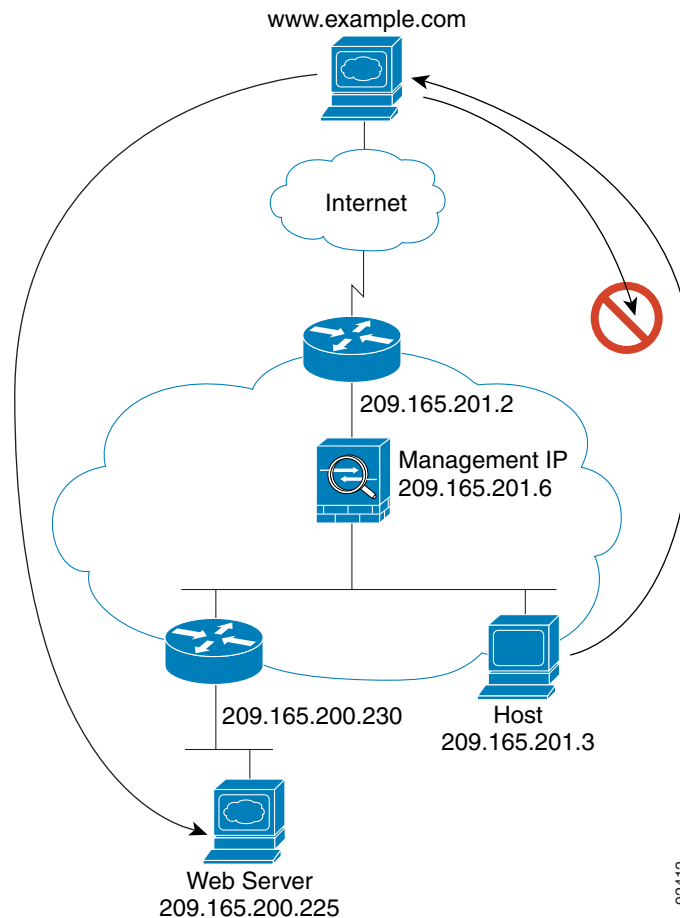 www.example.com
Internet
209.165.201.2
Management IP
209.165.201.6
209.165.200.230
Host
209.165.201.3
Web Server
209.165.200.225